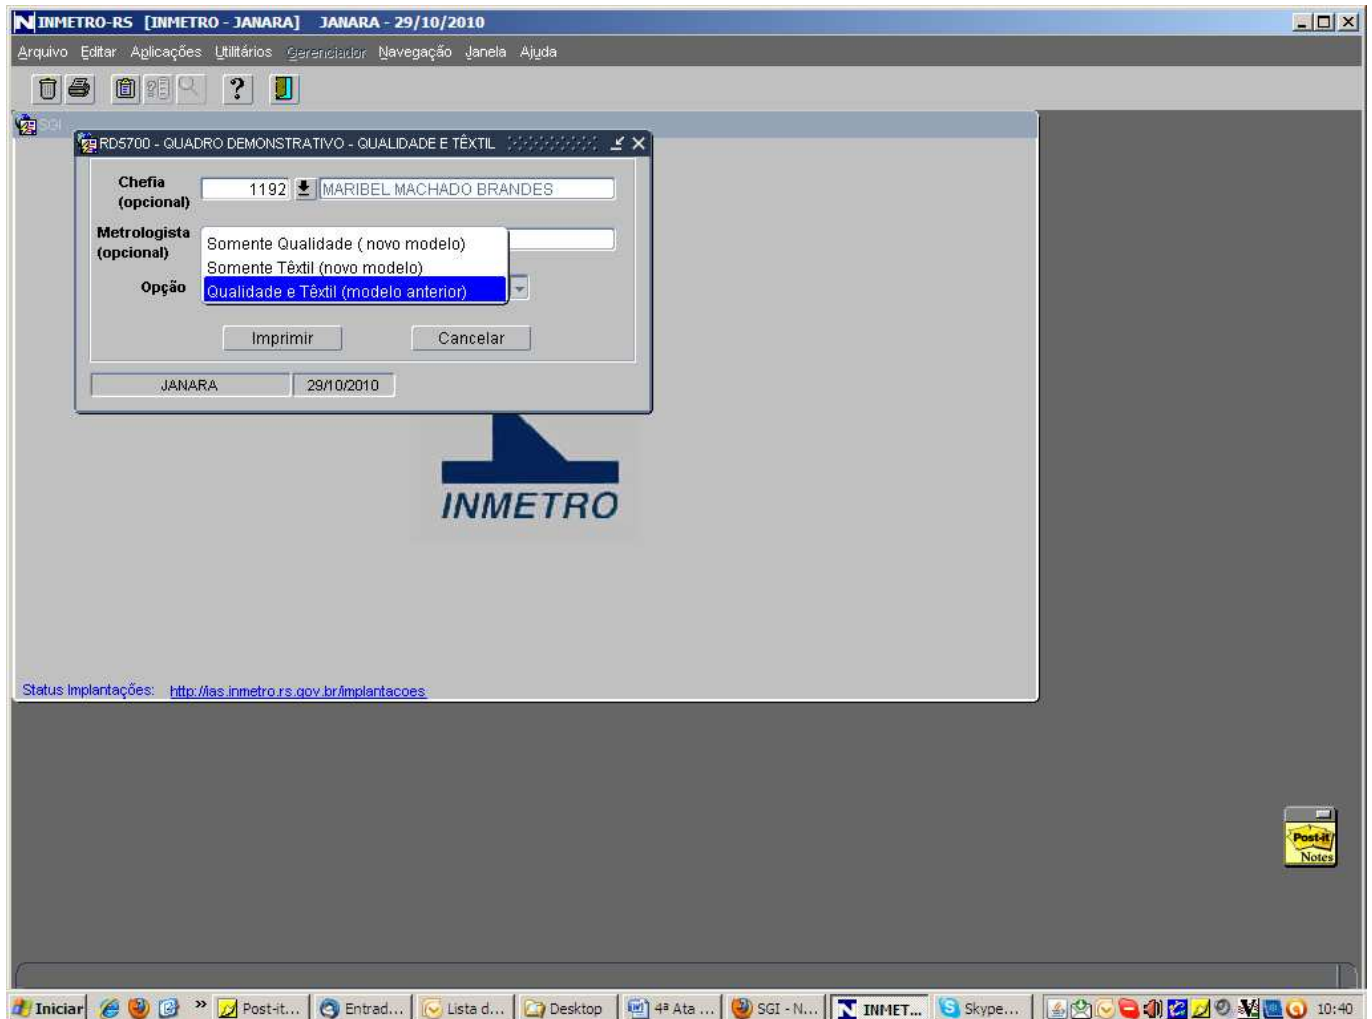 INMETRO-RS [INMETRO - JANARA] JANARA - 29/10/2010
Arquivo Editar Aplicações Utilitários Gerenciador Navegação Janela Ajuda
SGI
RD5700 - QUADRO DEMONSTRATIVO - QUALIDADE E TÊXTIL
Chefia
(opcional)
1192 MARIBEL MACHADO BRANDES
Metrologista
(opcional)
Somente Qualidade ( novo modelo)
Somente Têxtil (novo modelo)
Opção
Qualidade e Têxtil (modelo anterior)
Imprimir Cancelar
JANARA 29/10/2010
INMETRO
Status Implantações: http://ias.inmetro.rs.gov.br/implantacoes
Post-it
Notes
Iniciar » Post-it... Entrad... Lista d... Desktop 4ª Ata ... SGI - N... INMET... Skype... 10:40